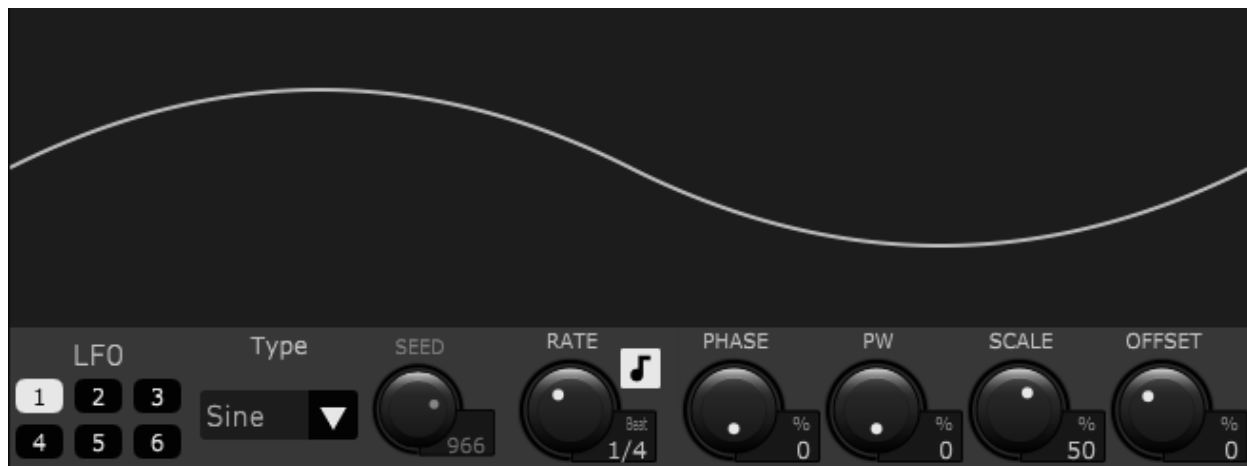 LFO
1 2 3
4 5 6
Type
Sine
SEED
966
RATE
Beat
1/4
PHASE
%
0
PW
%
0
SCALE
%
50
OFFSET
%
0